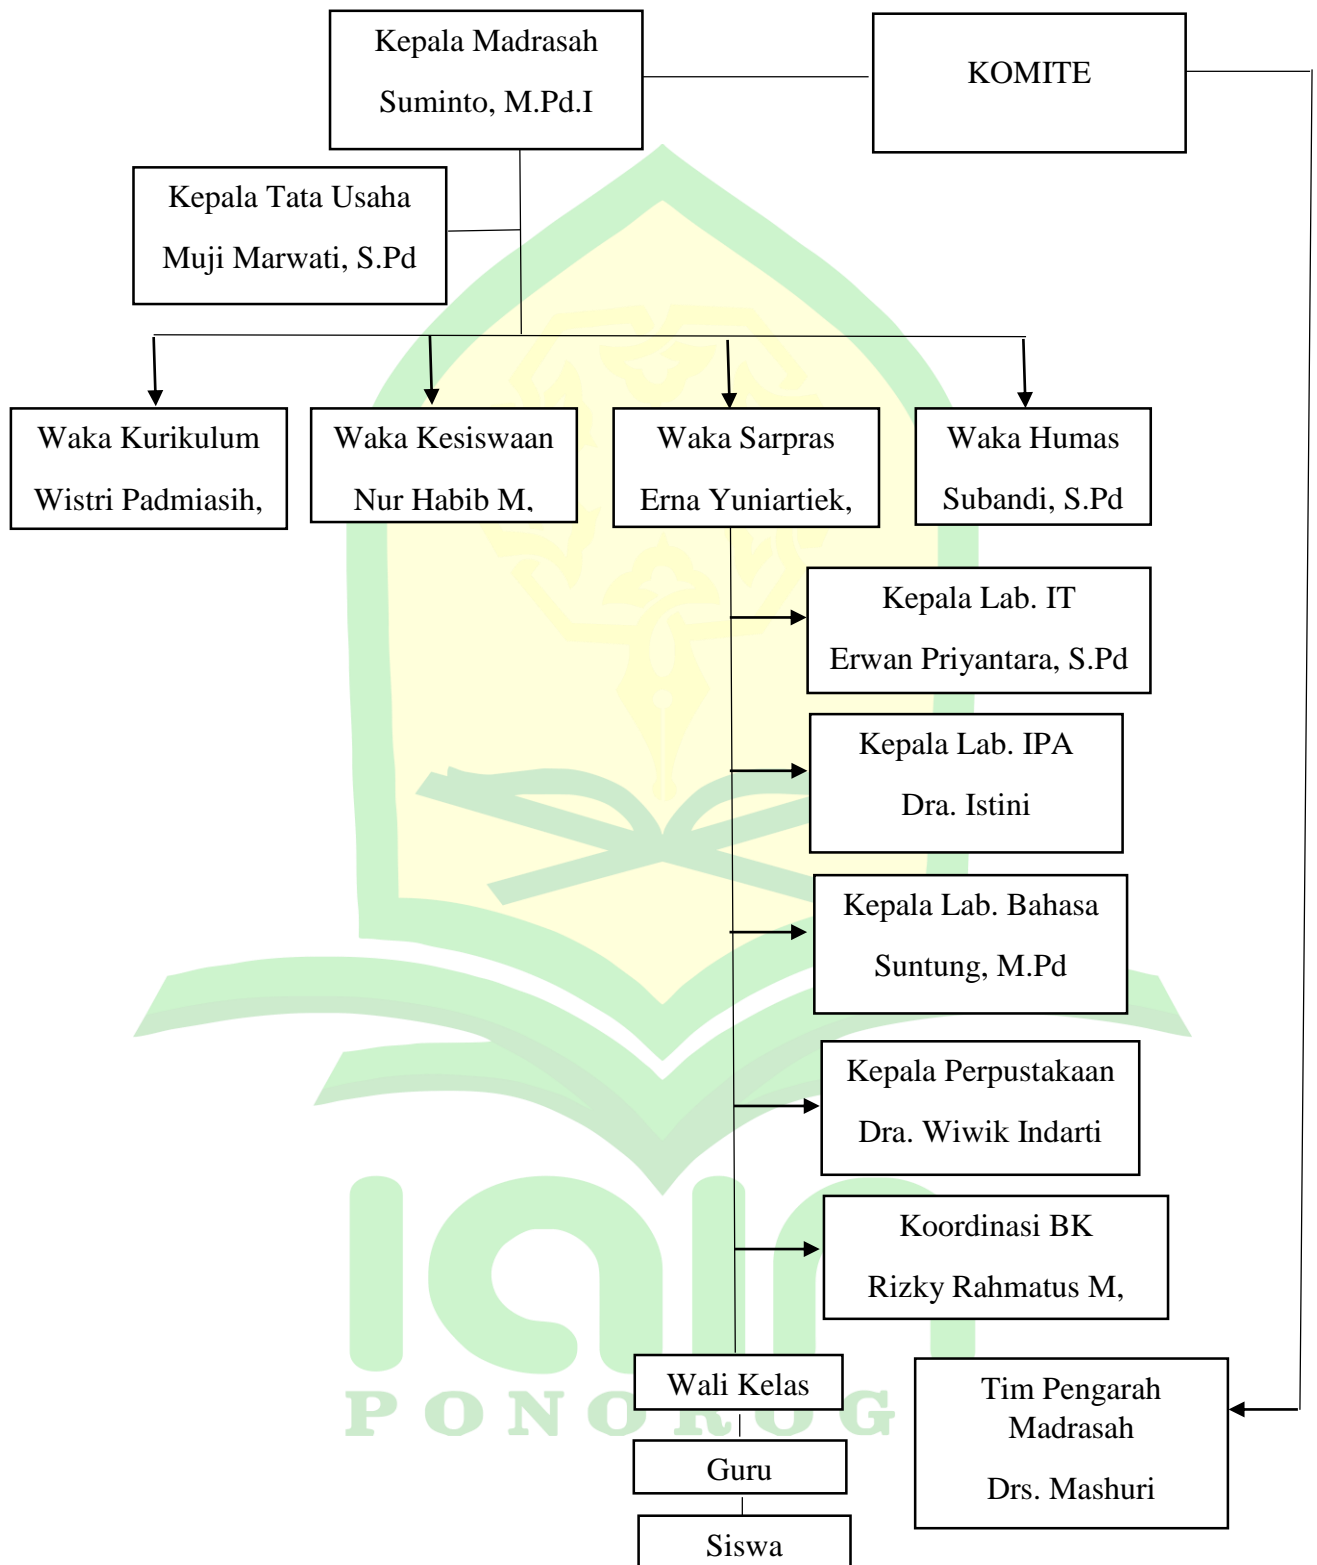 Kepala Madrasah
Suminto, M.Pd.I
KOMITE
Kepala Tata Usaha
Muji Marwati, S.Pd
Waka Kurikulum
Wistri Padmiasih,
Waka Kesiswaan
Nur Habib M,
Waka Sarpras
Erna Yuniartiek,
Waka Humas
Subandi, S.Pd
Kepala Lab. IT
Erwan Priyantara, S.Pd
Kepala Lab. IPA
Dra. Istini
Kepala Lab. Bahasa
Suntung, M.Pd
Kepala Perpustakaan
Dra. Wiwik Indarti
Koordinasi BK
Rizky Rahmatus M,
Wali Kelas
Tim Pengarah
Madrasah
Drs. Mashuri
Guru
Siswa
iain
PONOROG